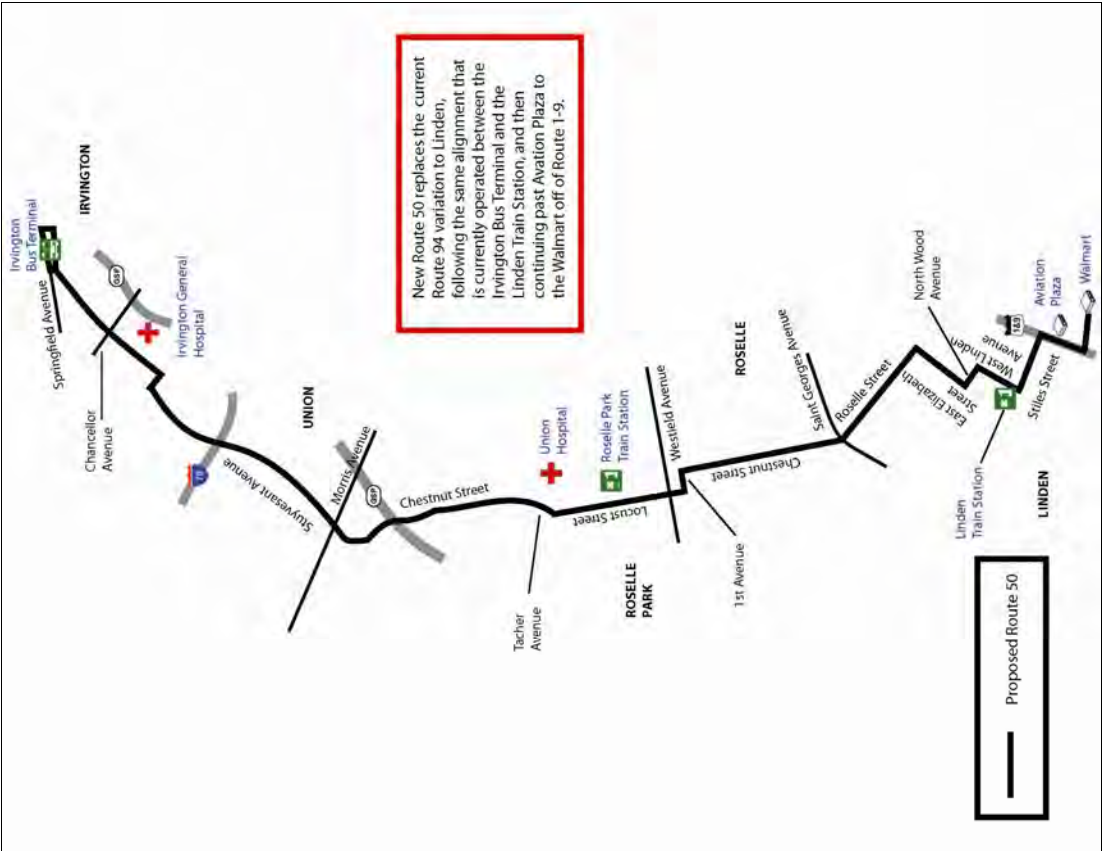 Irvington
Bus Terminal
IRVINGTON
Springfield Avenue
GSP
Irvington General
Hospital
Chancellor
Avenue
78
UNION
Stuyvesant Avenue
Morris Avenue
GSP
Chestnut Street
New Route 50 replaces the current
Route 94 variation to Linden,
following the same alignment that
is currently operated between the
Irvington Bus Terminal and the
Linden Train Station, and then
continuing past Avation Plaza to
the Walmart off of Route 1-9.
Union
Hospital
Tacher
Avenue
Locust Street
Roselle Park
Train Station
ROSELLE
PARK
Westfield Avenue
1st Avenue
ROSELLE
Chestnut Street
Saint Georges Avenue
Roselle Street
North Wood
Avenue
East Elizabeth
Street
West Linden
Avenue
1&9
Linden
Train Station
Stiles Street
Aviation
Plaza
Walmart
LINDEN
Proposed Route 50